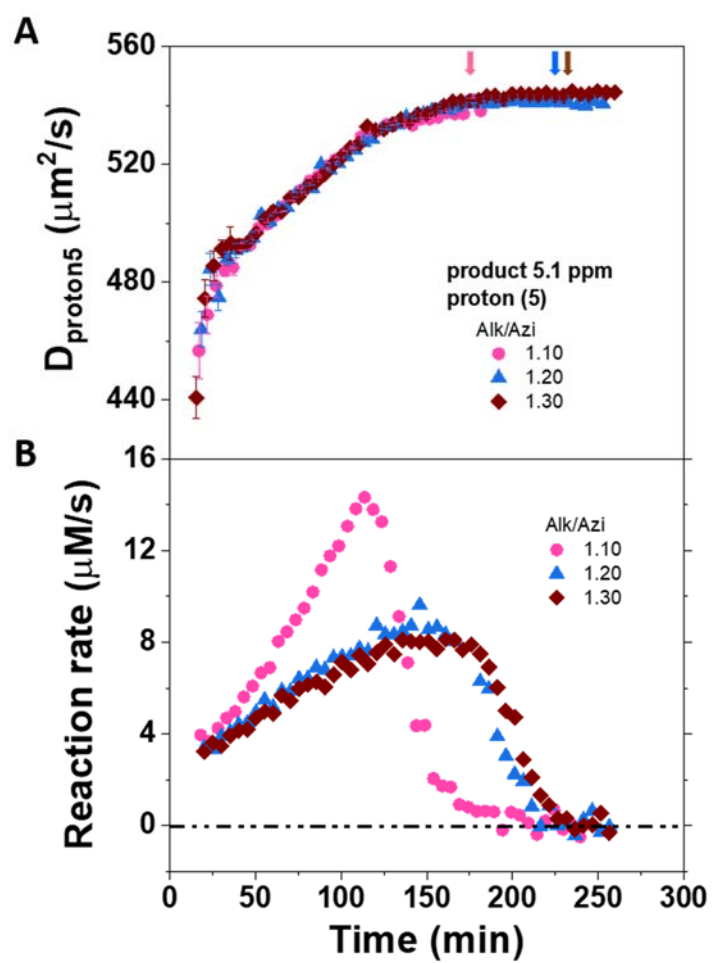 A
560
520
480
440
D_proton5 (μm²/s)
product 5.1 ppm
proton (5)
Alk/Azi
1.10
1.20
1.30
B
16
12
8
4
0
Reaction rate (μM/s)
Alk/Azi
1.10
1.20
1.30
0 50 100 150 200 250 300
Time (min)